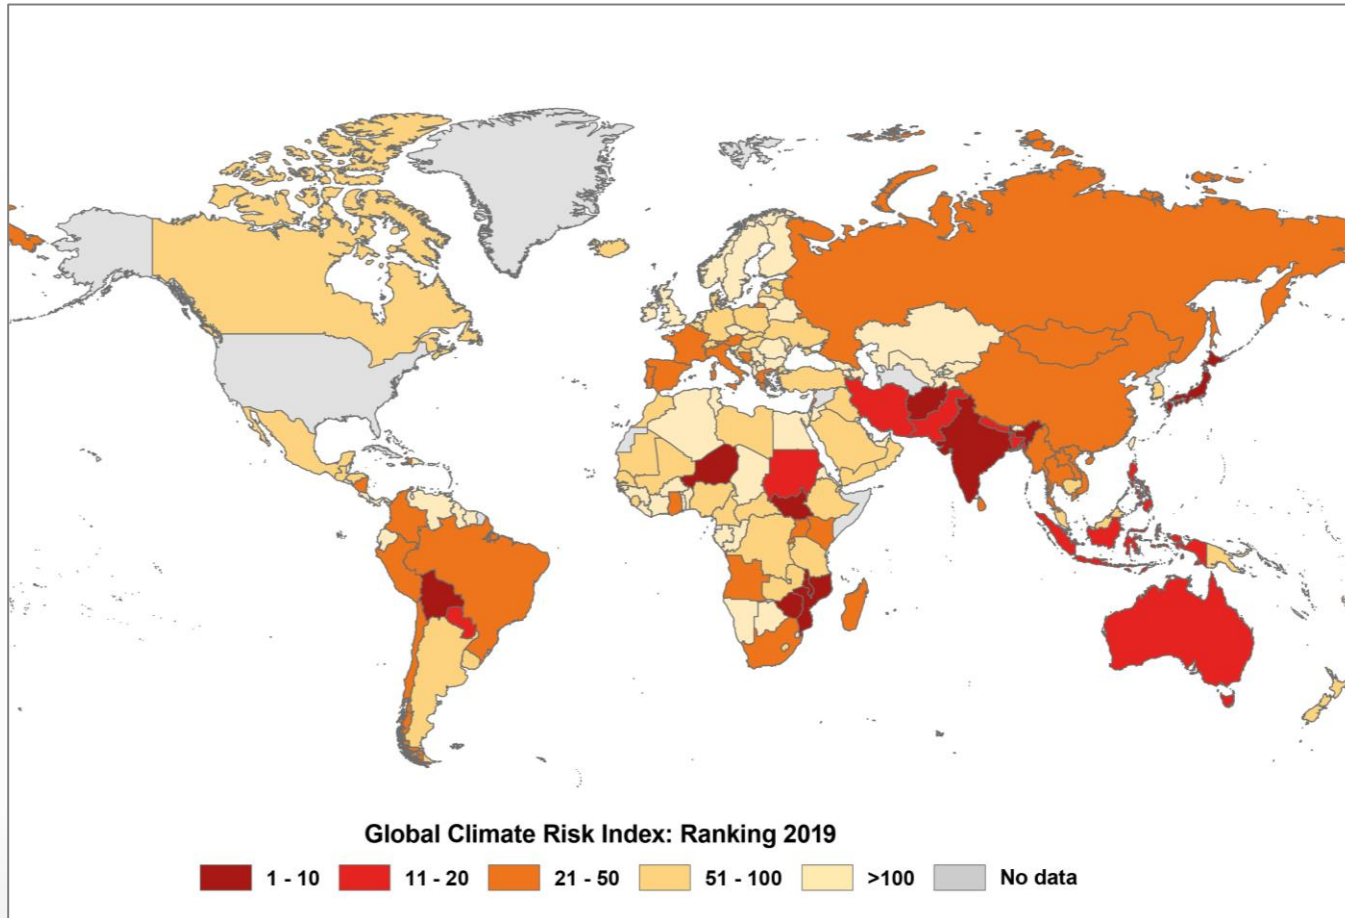 Global Climate Risk Index: Ranking 2019
1 - 10 11 - 20 21 - 50 51 - 100 >100 No data